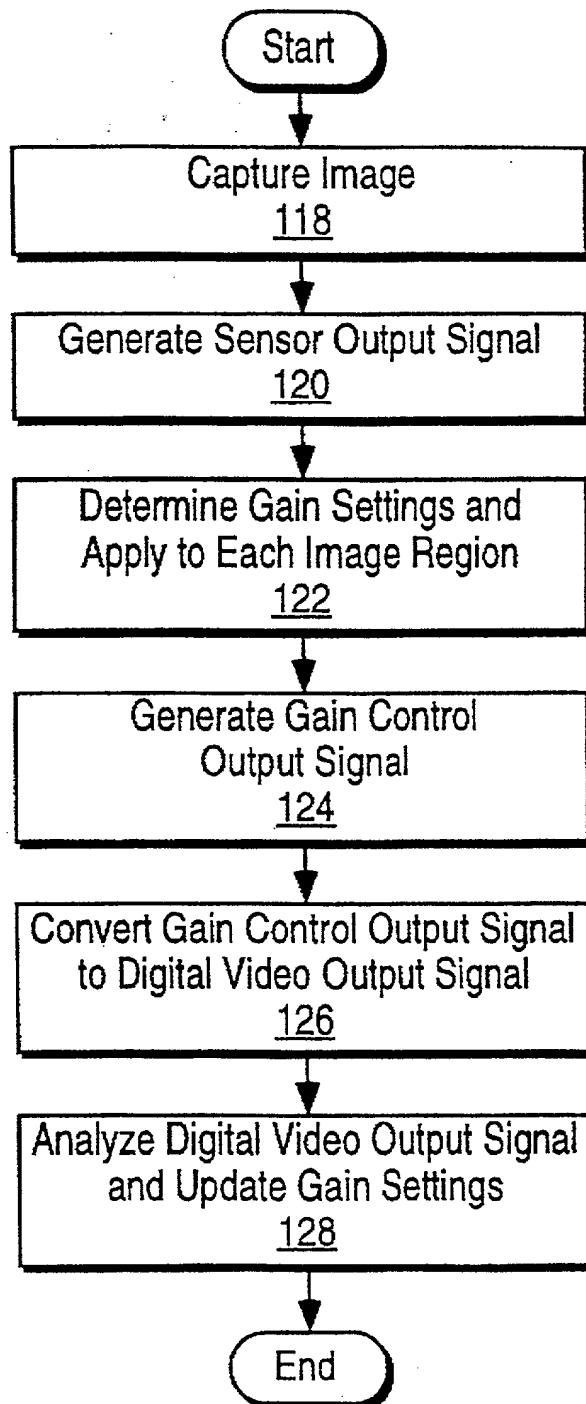 Start
Capture Image
118
Generate Sensor Output Signal
120
Determine Gain Settings and
Apply to Each Image Region
122
Generate Gain Control
Output Signal
124
Convert Gain Control Output Signal
to Digital Video Output Signal
126
Analyze Digital Video Output Signal
and Update Gain Settings
128
End